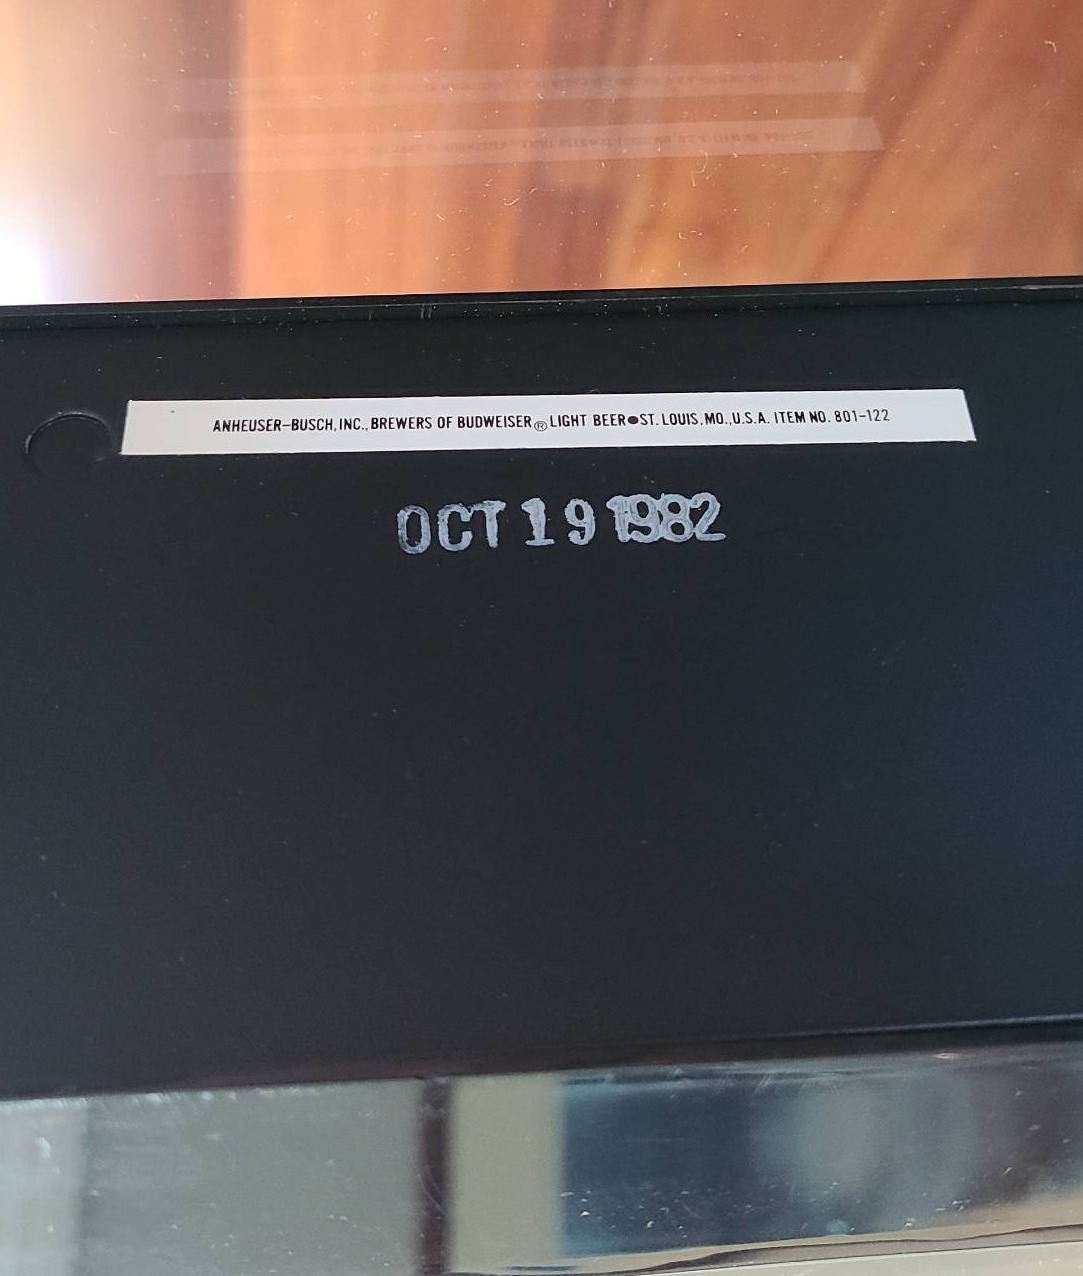 ANHEUSER-BUSCH, INC., BREWERS OF BUDWEISER® LIGHT BEER●ST. LOUIS, MO., U.S.A. ITEM NO. 801-122
OCT 19 1982